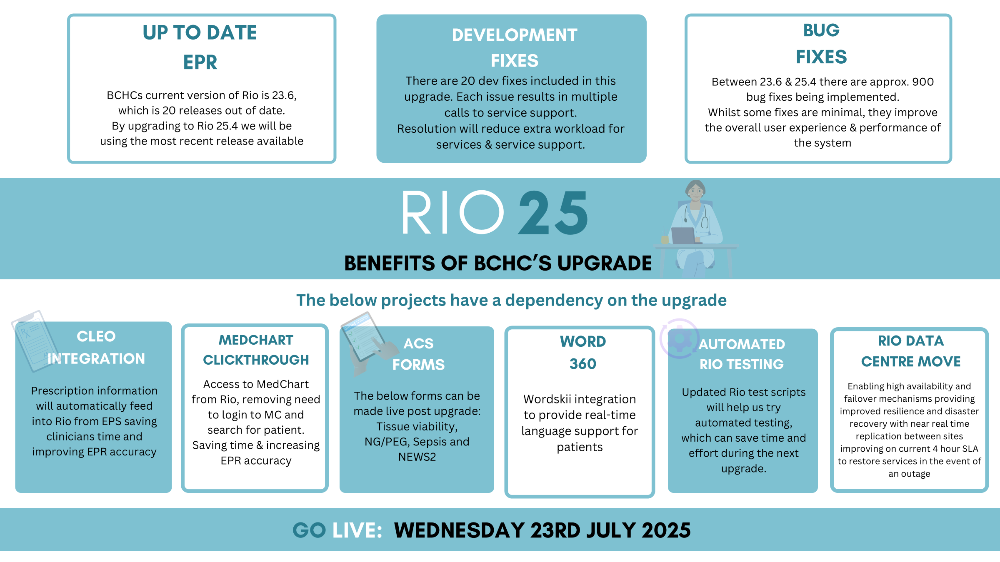 UP TO DATE
EPR
BCHCs current version of Rio is 23.6,
which is 20 releases out of date.
By upgrading to Rio 25.4 we will be
using the most recent release available
DEVELOPMENT
FIXES
There are 20 dev fixes included in this
upgrade. Each issue results in multiple
calls to service support.
Resolution will reduce extra workload for
services & service support.
BUG
FIXES
Between 23.6 & 25.4 there are approx. 900
bug fixes being implemented.
Whilst some fixes are minimal, they improve
the overall user experience & performance of
the system
RIO 25
BENEFITS OF BCHC'S UPGRADE
The below projects have a dependency on the upgrade
CLEO
INTEGRATION
Prescription information
will automatically feed
into Rio from EPS saving
clinicians time and
improving EPR accuracy
MEDCHART
CLICKTHROUGH
Access to MedChart
from Rio, removing need
to login to MC and
search for patient.
Saving time & increasing
EPR accuracy
ONLINE SURVEY
ACS
FORMS
The below forms can be
made live post upgrade:
Tissue viability,
NG/PEG, Sepsis and
NEWS2
WORD
360
Wordskii integration
to provide real-time
language support for
patients
AUTOMATED
RIO TESTING
Updated Rio test scripts
will help us try
automated testing,
which can save time and
effort during the next
upgrade.
RIO DATA
CENTRE MOVE
Enabling high availability and
failover mechanisms providing
improved resilience and disaster
recovery with near real time
replication between sites
improving on current 4 hour SLA
to restore services in the event of
an outage
GO LIVE: WEDNESDAY 23RD JULY 2025